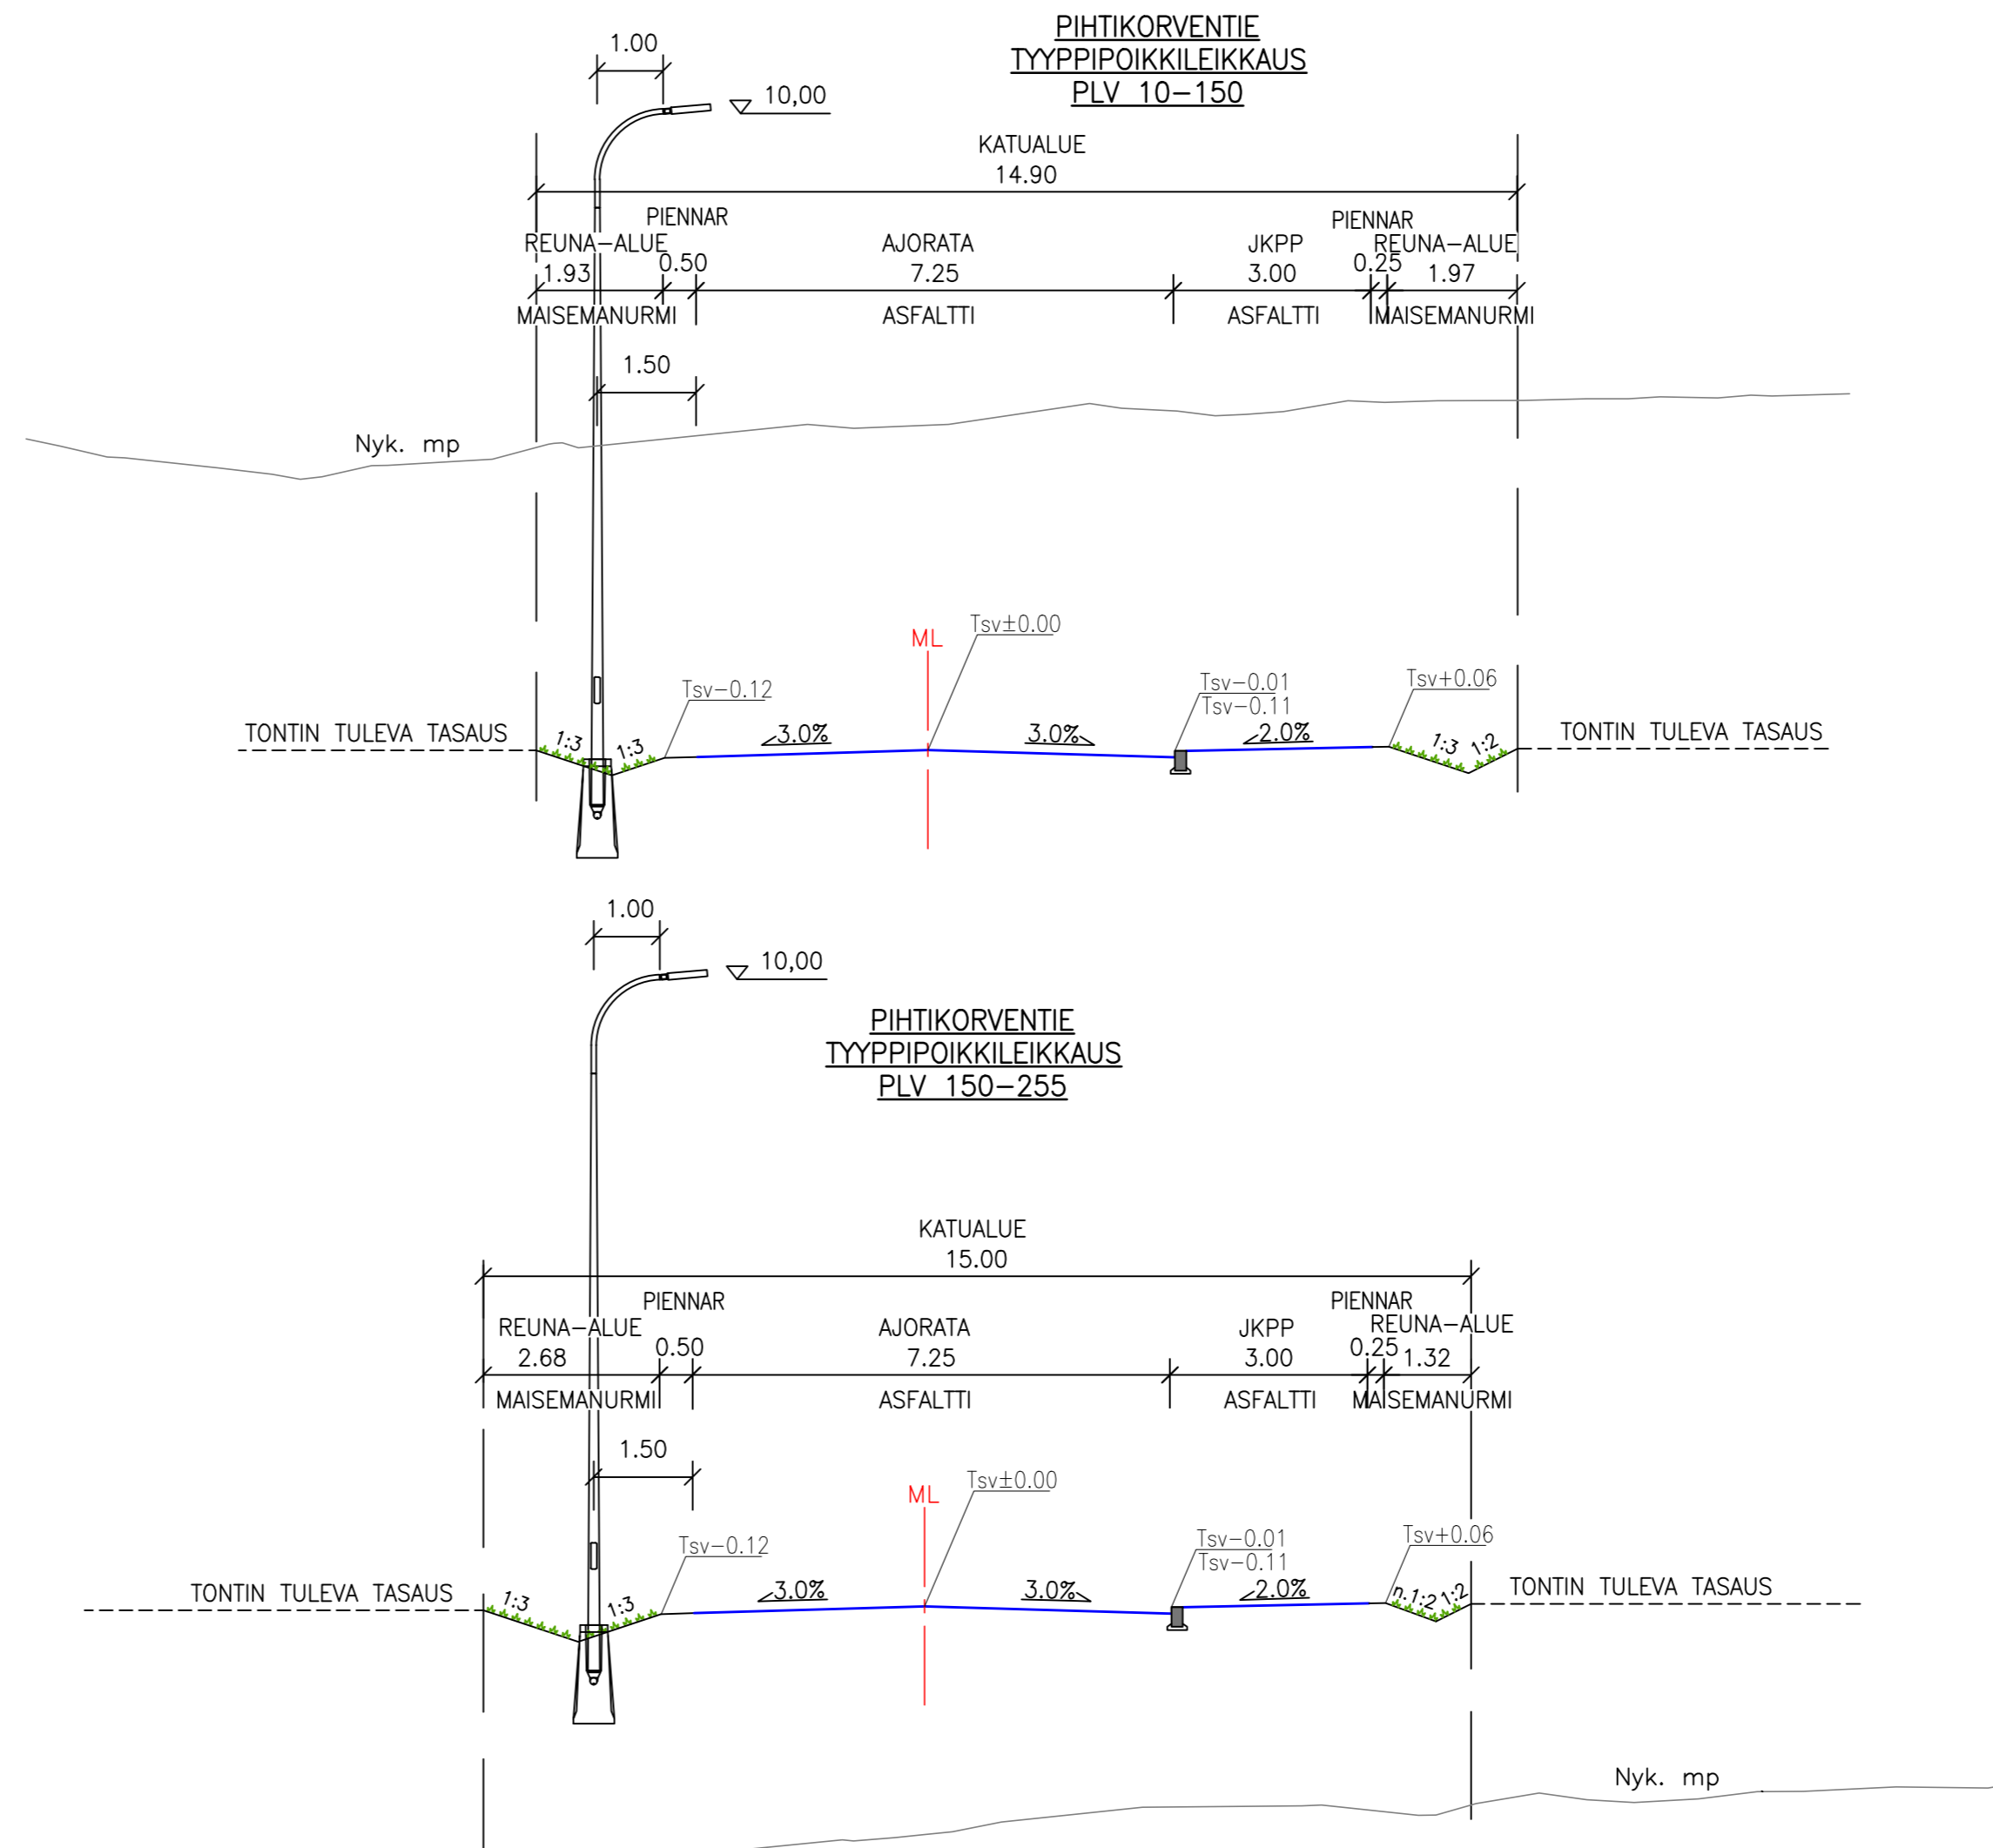 PIHTIKORVENTIE
TYYPPIPOIKKILEIKKAUS
PLV 10-150
1.00
10,00
KATUALUE
14.90
PIENNAR
PIENNAR
REUNA-ALUE
AJORATA
JKPP
REUNA-ALUE
1.93
0.50
7.25
3.00
0.25
1.97
MAISEMANURMI
ASFALTTI
ASFALTTI
MAISEMANURMI
1.50
Nyk. mp
ML
Tsv±0.00
Tsv-0.12
Tsv-0.01
Tsv-0.11
Tsv+0.06
TONTIN TULEVA TASAUS
1:3
1:3
3.0%
3.0%
2.0%
1:3
1:2
TONTIN TULEVA TASAUS
1.00
10,00
PIHTIKORVENTIE
TYYPPIPOIKKILEIKKAUS
PLV 150-255
KATUALUE
15.00
PIENNAR
PIENNAR
REUNA-ALUE
AJORATA
JKPP
REUNA-ALUE
2.68
0.50
7.25
3.00
0.25
1.32
MAISEMANURMI
ASFALTTI
ASFALTTI
MAISEMANURMI
1.50
ML
Tsv±0.00
Tsv-0.12
Tsv-0.01
Tsv-0.11
Tsv+0.06
TONTIN TULEVA TASAUS
1:3
1:3
3.0%
3.0%
2.0%
n.1:2
1:2
TONTIN TULEVA TASAUS
Nyk. mp